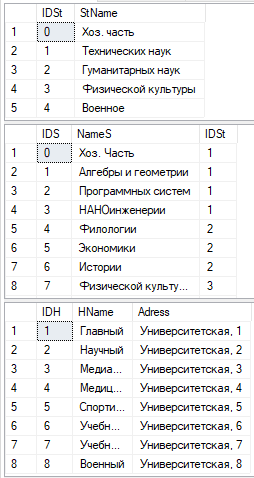 IDSt StName
1 0 Хоз. часть
2 1 Технических наук
3 2 Гуманитарных наук
4 3 Физической культуры
5 4 Военное
IDS NameS IDSt
1 0 Хоз. Часть 1
2 1 Алгебры и геометрии 1
3 2 Программных систем 1
4 3 НАНОинженерии 1
5 4 Филологии 2
6 5 Экономики 2
7 6 Истории 2
8 7 Физической культу... 3
IDH HName Adress
1 1 Главный Университетская, 1
2 2 Научный Университетская, 2
3 3 Медиа... Университетская, 3
4 4 Медиц... Университетская, 4
5 5 Спорти... Университетская, 5
6 6 Учебн... Университетская, 6
7 7 Учебн... Университетская, 7
8 8 Военный Университетская, 8